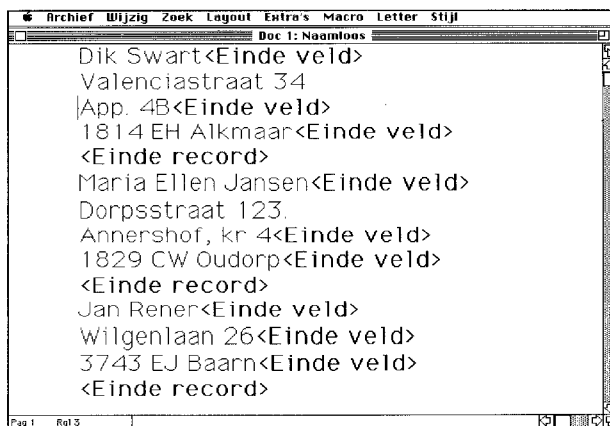 Archief Wijzig Zoek Layout Extra's Macro Letter Stijl
Doc 1: Naamloos
Dik Swart<Einde veld>
Valenciastraat 34
App. 4B<Einde veld>
1814 EH Alkmaar<Einde veld>
<Einde record>
Maria Ellen Jansen<Einde veld>
Dorpsstraat 123.
Annershof, kr 4<Einde veld>
1829 CW Oudorp<Einde veld>
<Einde record>
Jan Rener<Einde veld>
Wilgenlaan 26<Einde veld>
3743 EJ Baarn<Einde veld>
<Einde record>
Pag 1 Rgl 3